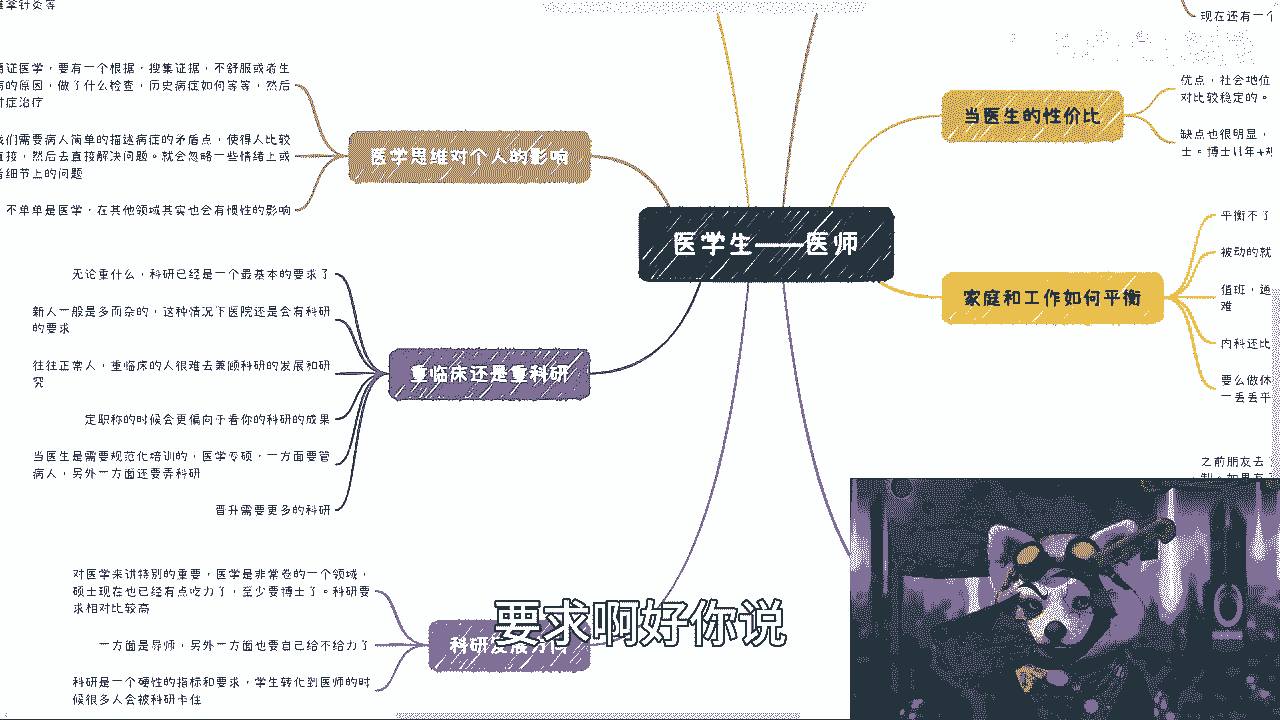 医学生——医师
医学思维对个人的影响
循证医学，要有一个根据，搜集证据，不舒服或者生
病的原因，做了什么检查，历史病症如何等等，然后
对症治疗
我们需要病人简单的描述病症的矛盾点，使得人比较
直接，然后去直接解决问题。就会忽略一些情绪上或
者细节上的问题
不单单是医学，在其他领域其实也会有惯性的影响
重临床还是重科研
无论重什么，科研已经是一个最基本的要求了
新人一般是多而杂的，这种情况下医院还是会有科研
的要求
往往正常人，重临床的人很难去兼顾科研的发展和研
究
定职称的时候会更偏向于看你的科研的成果
当医生是需要规范化培训的，医学专硕，一方面要管
病人，另外一方面还要弄科研
晋升需要更多的科研
科研发展方向
对医学来讲特别的重要，医学是非常卷的一个领域，
硕士现在也已经有点吃力了，至少要博士了。科研要
求相对比较高
一方面是导师，另外一方面也要自己给不给力了
科研是一个硬性的指标和要求，学生转化到医师的时
候很多人会被科研卡住
现在还有一个
当医生的性价比
优点，社会地位
对比较稳定的。
缺点也很明显，
士。博士11年+规
家庭和工作如何平衡
平衡不了
被动的就
值班，通
难
内科还比
要么做休
一丢丢平
之前朋友去
要求啊好你说